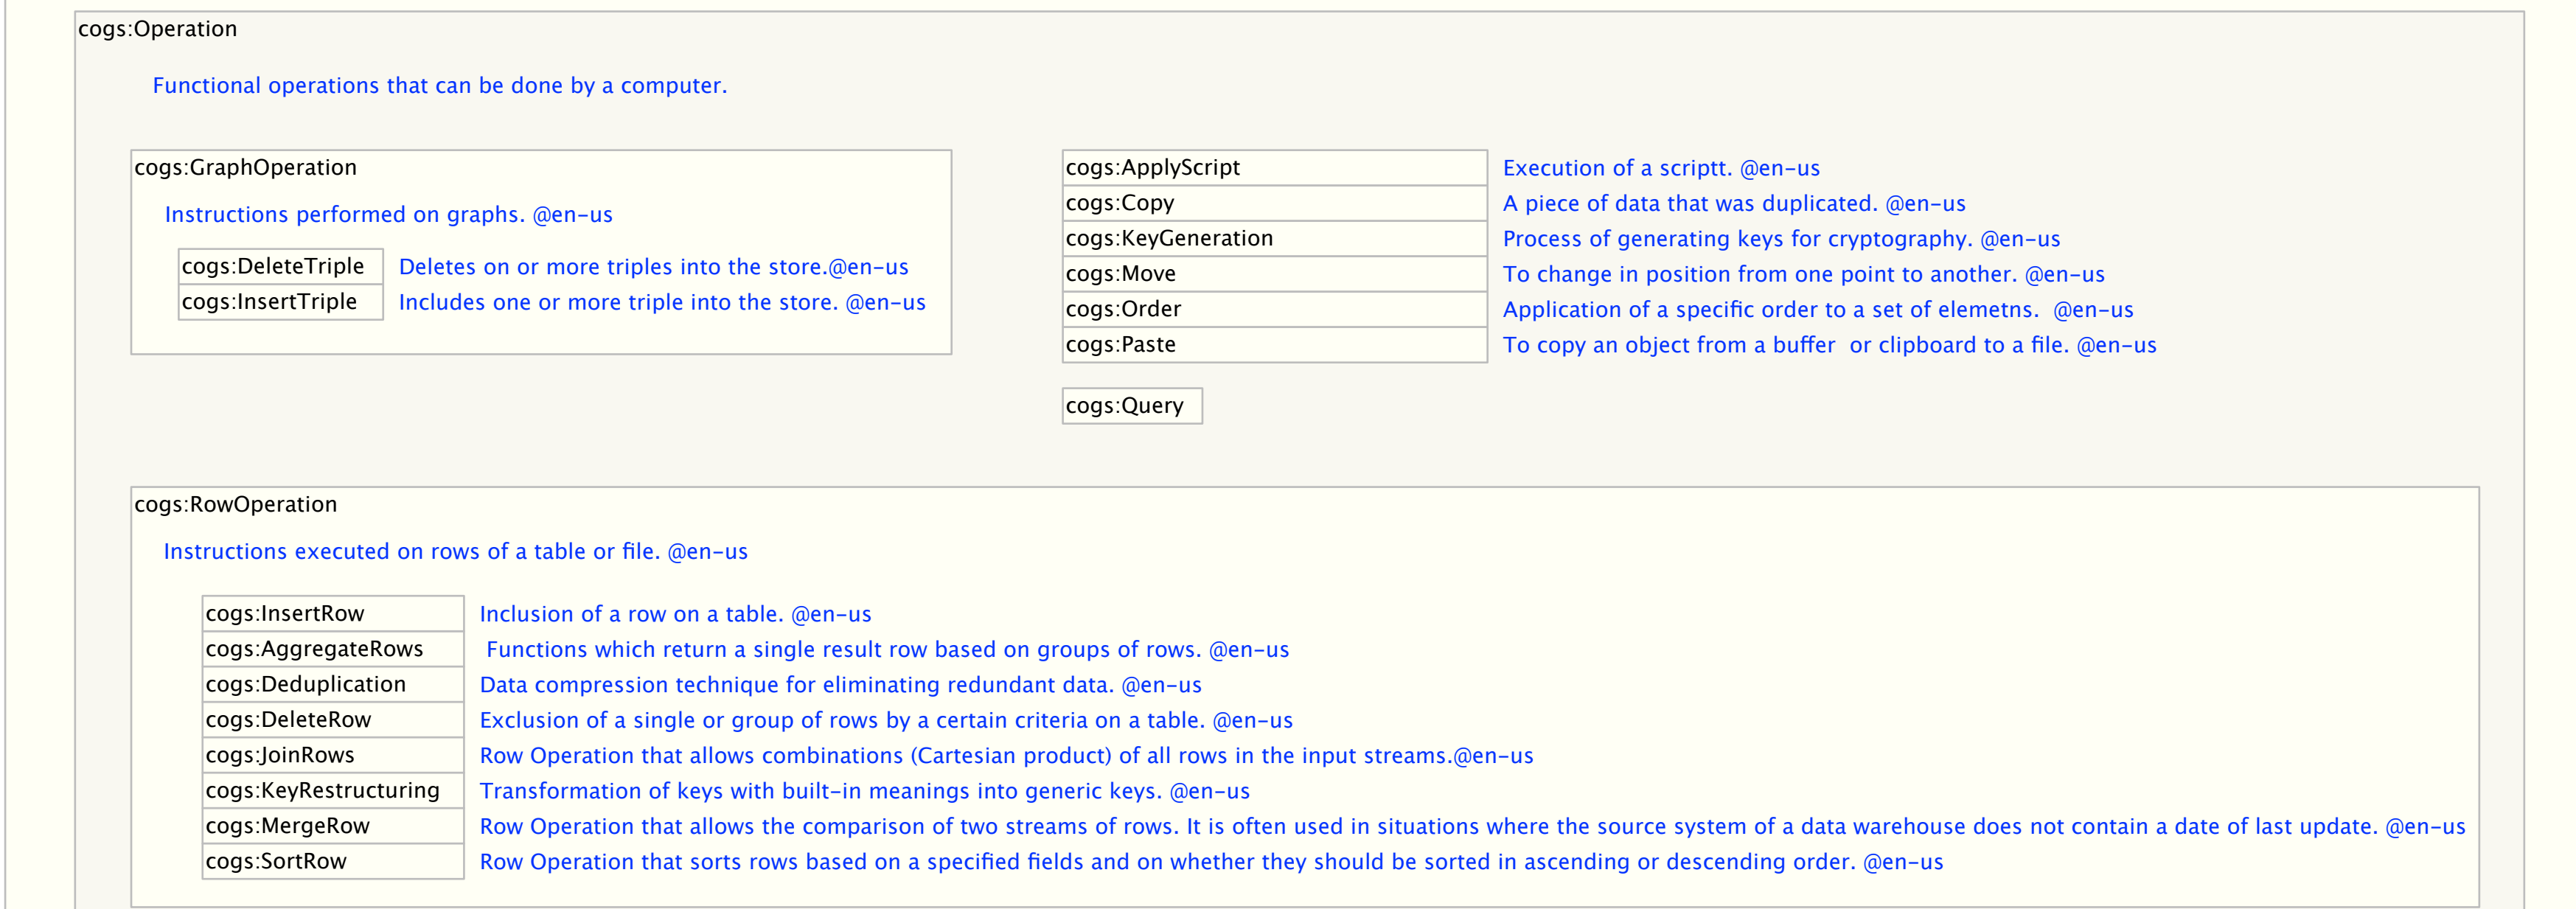 cogs:Operation
Functional operations that can be done by a computer.
cogs:GraphOperation
Instructions performed on graphs. @en-us
cogs:DeleteTriple Deletes on or more triples into the store.@en-us
cogs:InsertTriple Includes one or more triple into the store. @en-us
cogs:ApplyScript Execution of a scriptt. @en-us
cogs:Copy A piece of data that was duplicated. @en-us
cogs:KeyGeneration Process of generating keys for cryptography. @en-us
cogs:Move To change in position from one point to another. @en-us
cogs:Order Application of a specific order to a set of elemetns.  @en-us
cogs:Paste To copy an object from a buffer  or clipboard to a file. @en-us
cogs:Query
cogs:RowOperation
Instructions executed on rows of a table or file. @en-us
cogs:InsertRow Inclusion of a row on a table. @en-us
cogs:AggregateRows Functions which return a single result row based on groups of rows. @en-us
cogs:Deduplication Data compression technique for eliminating redundant data. @en-us
cogs:DeleteRow Exclusion of a single or group of rows by a certain criteria on a table. @en-us
cogs:JoinRows Row Operation that allows combinations (Cartesian product) of all rows in the input streams.@en-us
cogs:KeyRestructuring Transformation of keys with built-in meanings into generic keys. @en-us
cogs:MergeRow Row Operation that allows the comparison of two streams of rows. It is often used in situations where the source system of a data warehouse does not contain a date of last update. @en-us
cogs:SortRow Row Operation that sorts rows based on a specified fields and on whether they should be sorted in ascending or descending order. @en-us